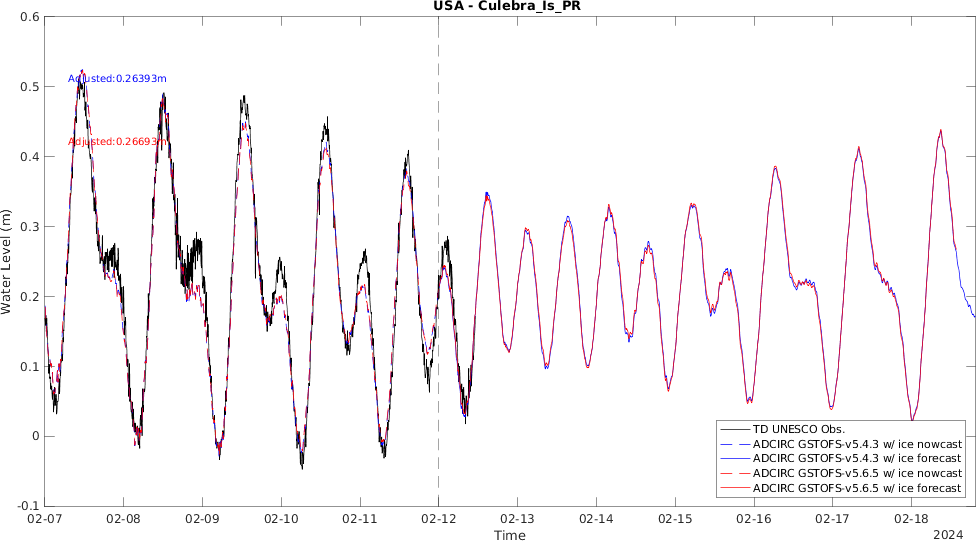 USA - Culebra_Is_PR
0.6
0.5
0.4
0.3
0.2
0.1
0
-0.1
Water Level (m)
Adjusted:0.26393m
Adjusted:0.26693m
TD UNESCO Obs.
ADCIRC GSTOFS-v5.4.3 w/ ice nowcast
ADCIRC GSTOFS-v5.4.3 w/ ice forecast
ADCIRC GSTOFS-v5.6.5 w/ ice nowcast
ADCIRC GSTOFS-v5.6.5 w/ ice forecast
02-07 02-08 02-09 02-10 02-11 02-12 02-13 02-14 02-15 02-16 02-17 02-18
Time
2024